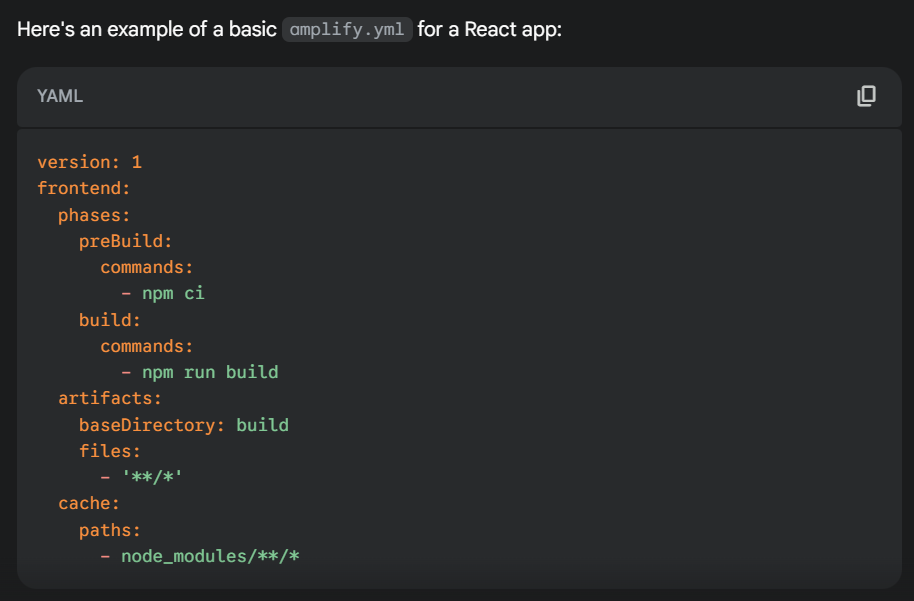 Here's an example of a basic amplify.yml for a React app:
YAML
version: 1
frontend:
  phases:
    preBuild:
      commands:
        - npm ci
    build:
      commands:
        - npm run build
  artifacts:
    baseDirectory: build
    files:
      - '**/*'
  cache:
    paths:
      - node_modules/**/*